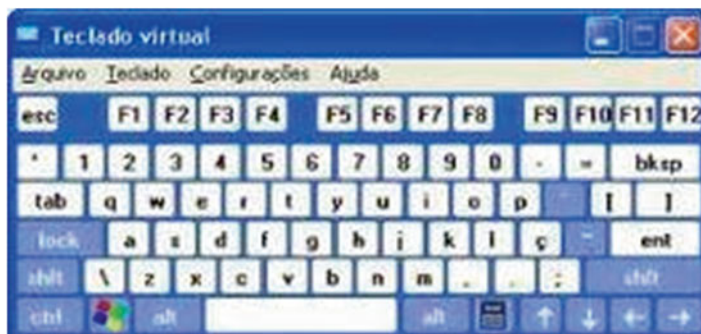 Teclado virtual
Arquivo Teclado Configurações Ajuda
esc F1 F2 F3 F4 F5 F6 F7 F8 F9 F10 F11 F12
1 2 3 4 5 6 7 8 9 0 - = bksp
tab q w e r t y u i o p ´ [ ]
lock a s d f g h j k l ç ~ ent
shft \ z x c v b n m , . ; shft
ctrl alt alt ↑ ↓ ← →